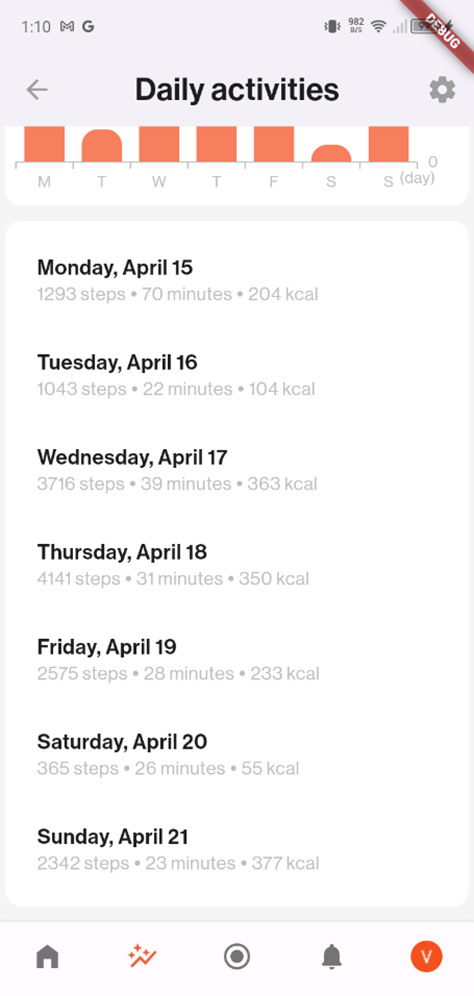 1:10 M G 982 B/S
DEBUG
Daily activities
0
M T W T F S S (day)
Monday, April 15
1293 steps • 70 minutes • 204 kcal
Tuesday, April 16
1043 steps • 22 minutes • 104 kcal
Wednesday, April 17
3716 steps • 39 minutes • 363 kcal
Thursday, April 18
4141 steps • 31 minutes • 350 kcal
Friday, April 19
2575 steps • 28 minutes • 233 kcal
Saturday, April 20
365 steps • 26 minutes • 55 kcal
Sunday, April 21
2342 steps • 23 minutes • 377 kcal
V